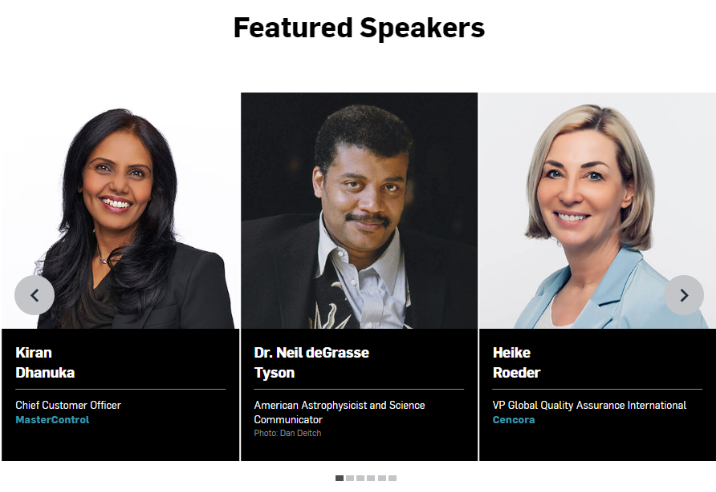 Featured Speakers
Kiran
Dhanuka
Chief Customer Officer
MasterControl
Dr. Neil deGrasse
Tyson
American Astrophysicist and Science
Communicator
Photo: Dan Deitch
Heike
Roeder
VP Global Quality Assurance International
Cencora